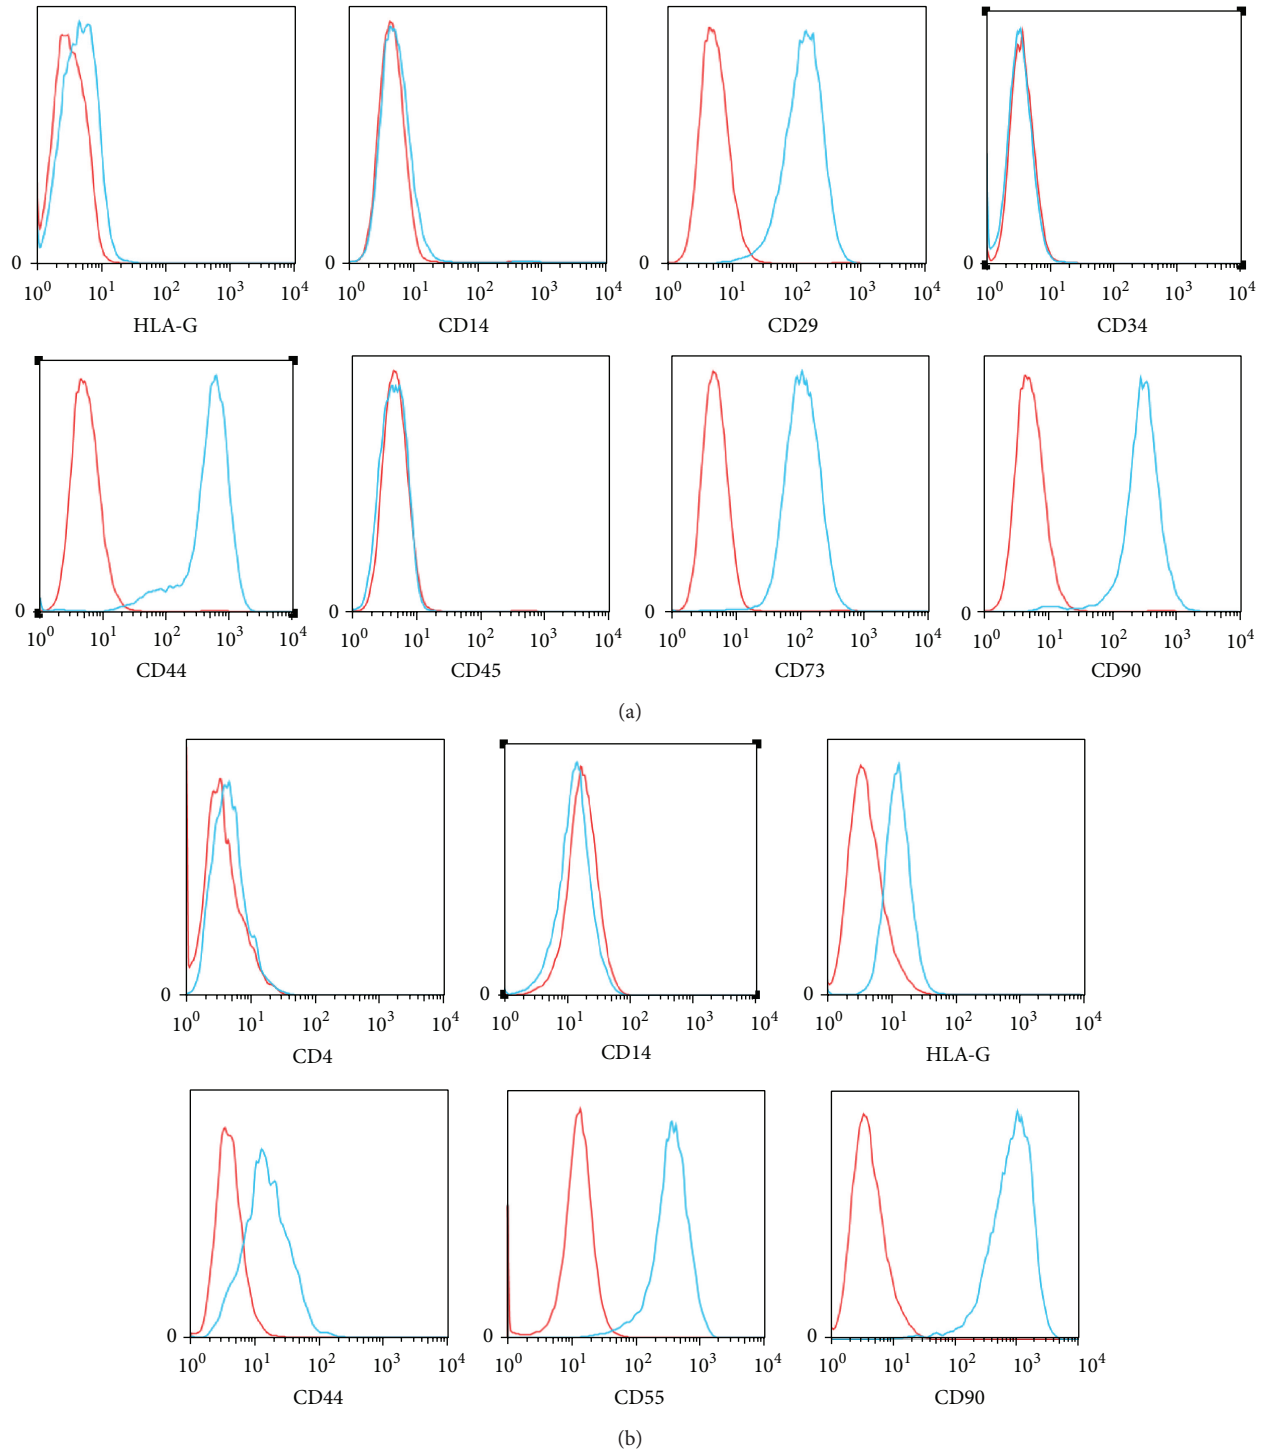 0 0 0
10⁰ 10¹ 10² 10³ 10⁴ 10⁰ 10¹ 10² 10³ 10⁴ 10⁰ 10¹ 10² 10³ 10⁴ 10⁰ 10¹ 10² 10³ 10⁴
HLA-G CD14 CD29 CD34
0 0 0 0
10⁰ 10¹ 10² 10³ 10⁴ 10⁰ 10¹ 10² 10³ 10⁴ 10⁰ 10¹ 10² 10³ 10⁴ 10⁰ 10¹ 10² 10³ 10⁴
CD44 CD45 CD73 CD90
(a)
0 0 0
10⁰ 10¹ 10² 10³ 10⁴ 10⁰ 10¹ 10² 10³ 10⁴ 10⁰ 10¹ 10² 10³ 10⁴
CD4 CD14 HLA-G
0 0 0
10⁰ 10¹ 10² 10³ 10⁴ 10⁰ 10¹ 10² 10³ 10⁴ 10⁰ 10¹ 10² 10³ 10⁴
CD44 CD55 CD90
(b)